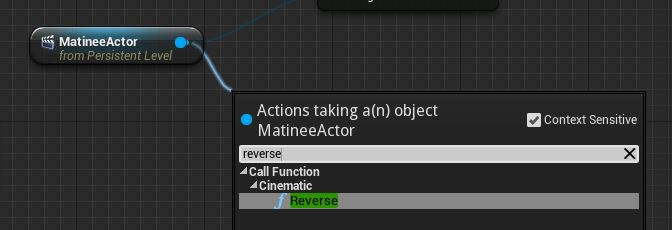 MatineeActor
from Persistent Level
Actions taking a(n) object
MatineeActor
Context Sensitive
reverse
Call Function
Cinematic
f Reverse